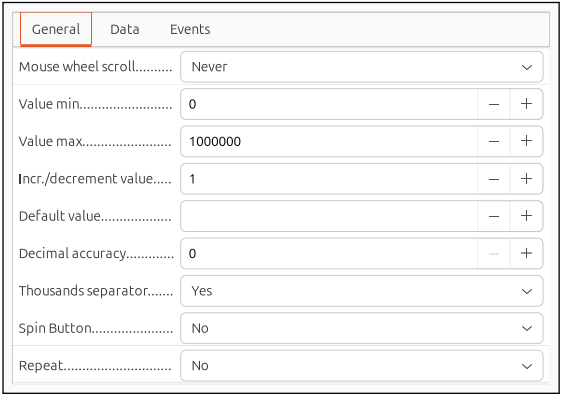 General Data Events
Mouse wheel scroll.......... Never
Value min......................... 0
Value max........................ 1000000
Incr./decrement value..... 1
Default value...................
Decimal accuracy............. 0
Thousands separator....... Yes
Spin Button...................... No
Repeat............................. No